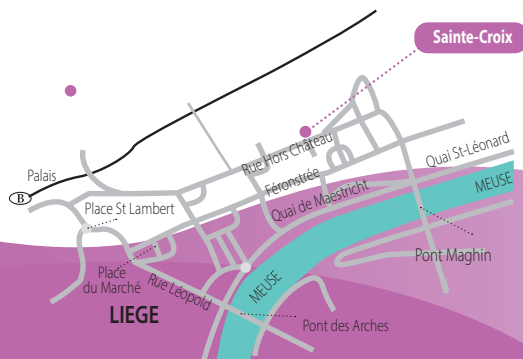 Sainte-Croix
Rue Hors Château
Féronstrée
Quai St-Léonard
Palais
B
MEUSE
Quai de Maestricht
Place St Lambert
Pont Maghin
Place
du Marché
Rue Léopold
MEUSE
LIEGE
Pont des Arches